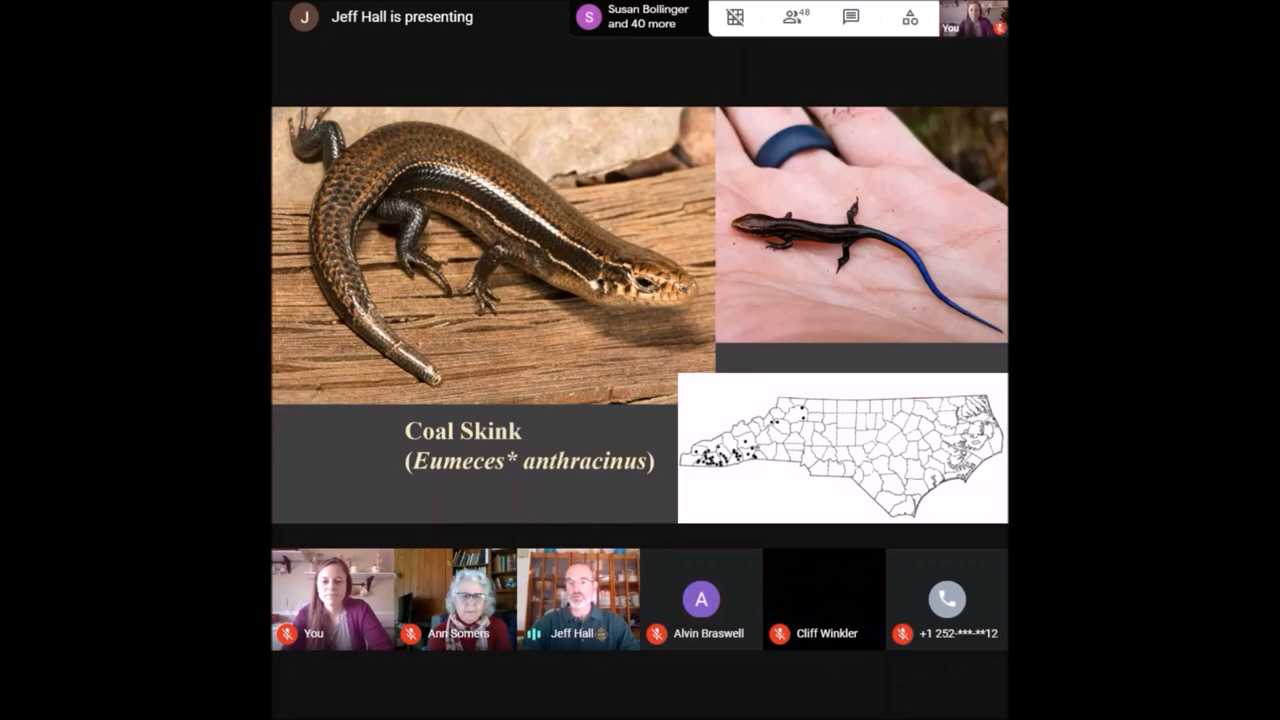 J
Jeff Hall is presenting
S
Susan Bollinger
and 40 more
48
You
Coal Skink
(Eumeces* anthracinus)
You
Ann Somers
Jeff Hall
A
Alvin Braswell
Cliff Winkler
+1 252-***-**12